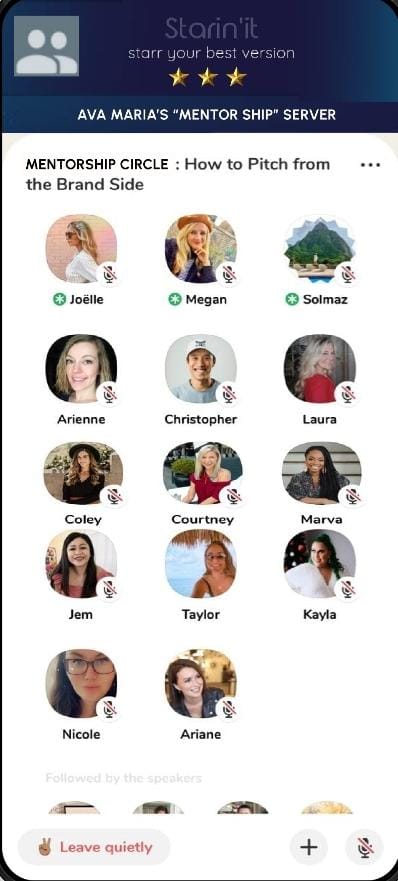 Starin'it
starr your best version
AVA MARIA'S "MENTOR SHIP" SERVER
MENTORSHIP CIRCLE : How to Pitch from
the Brand Side
Joëlle Megan Solmaz
Arienne Christopher Laura
Coley Courtney Marva
Jem Taylor Kayla
Nicole Ariane
Followed by the speakers
Leave quietly